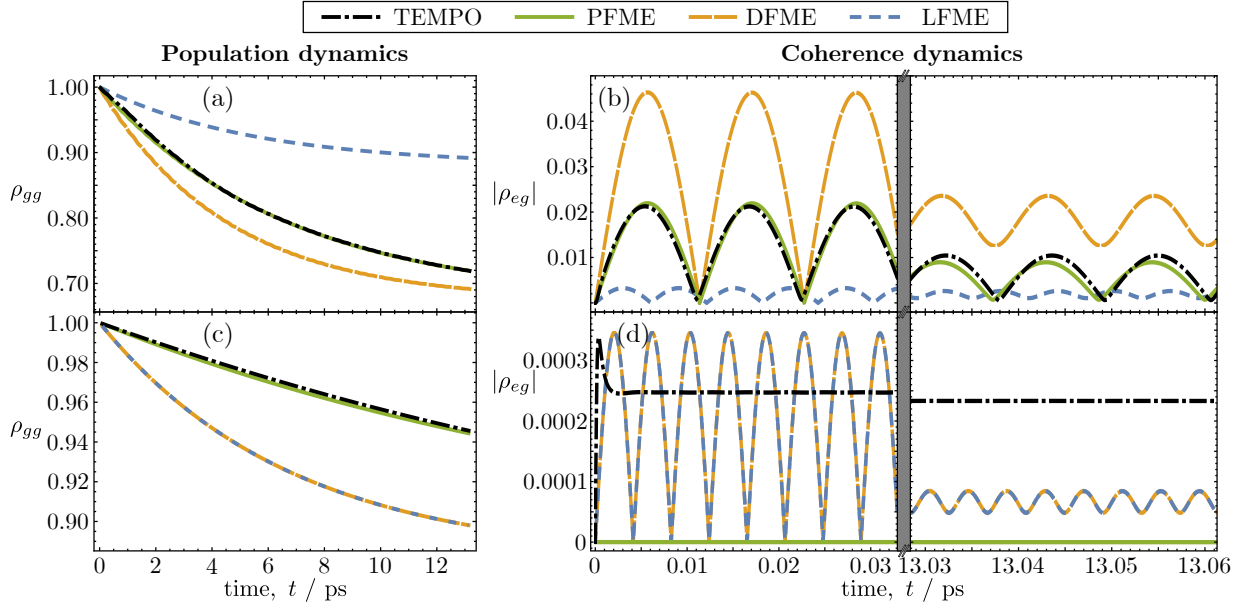 TEMPO PFME DFME LFME
Population dynamics
Coherence dynamics
(a)
1.00
0.90
0.80
0.70
ρgg
(b)
0.04
0.03
0.02
0.01
|ρeg|
(c)
1.00
0.98
0.96
0.94
0.92
0.90
ρgg
0 2 4 6 8 10 12
time, t / ps
(d)
0.0003
0.0002
0.0001
0
|ρeg|
0 0.01 0.02 0.03 13.03 13.04 13.05 13.06
time, t / ps